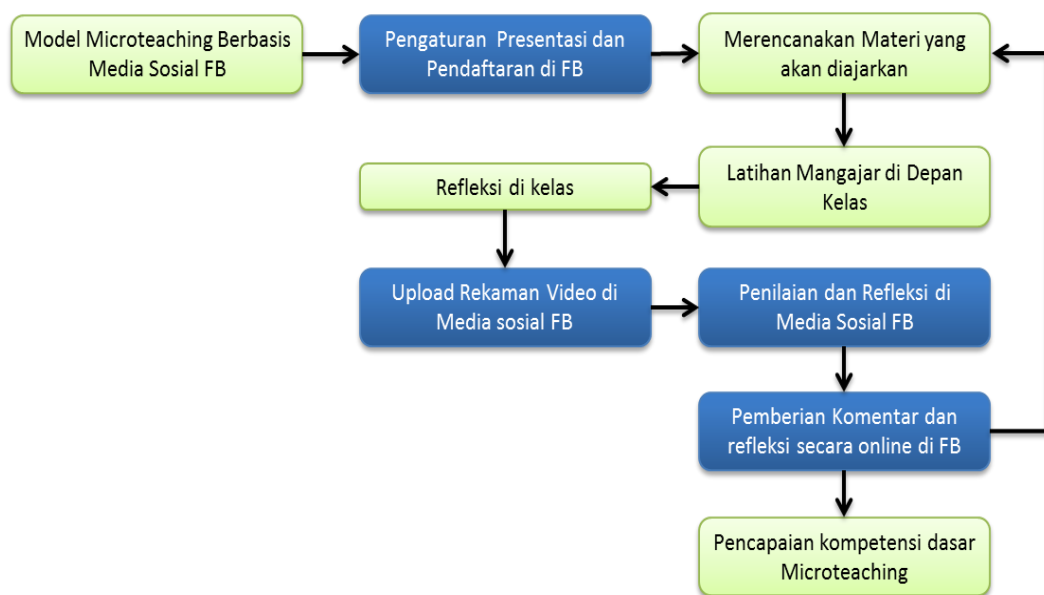 Model Microteaching Berbasis
Media Sosial FB
Pengaturan Presentasi dan
Pendaftaran di FB
Merencanakan Materi yang
akan diajarkan
Latihan Mangajar di Depan
Kelas
Refleksi di kelas
Upload Rekaman Video di
Media sosial FB
Penilaian dan Refleksi di
Media Sosial FB
Pemberian Komentar dan
refleksi secara online di FB
Pencapaian kompetensi dasar
Microteaching